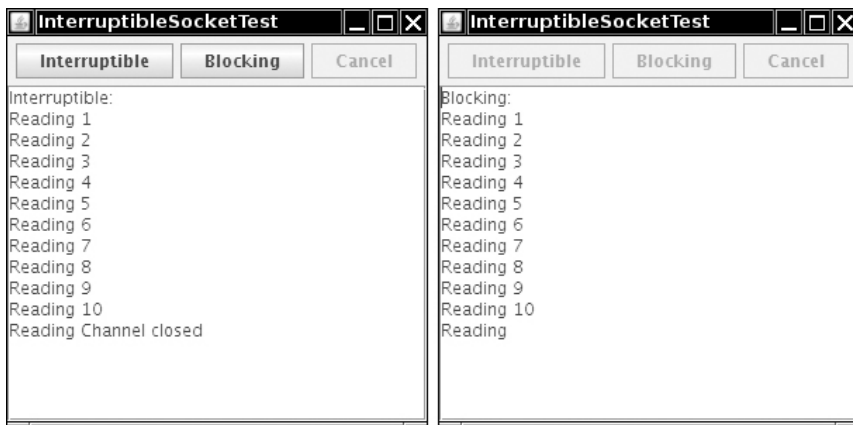 InterruptibleSocketTest
Interruptible Blocking Cancel
Interruptible:
Reading 1
Reading 2
Reading 3
Reading 4
Reading 5
Reading 6
Reading 7
Reading 8
Reading 9
Reading 10
Reading Channel closed
InterruptibleSocketTest
Interruptible Blocking Cancel
Blocking:
Reading 1
Reading 2
Reading 3
Reading 4
Reading 5
Reading 6
Reading 7
Reading 8
Reading 9
Reading 10
Reading